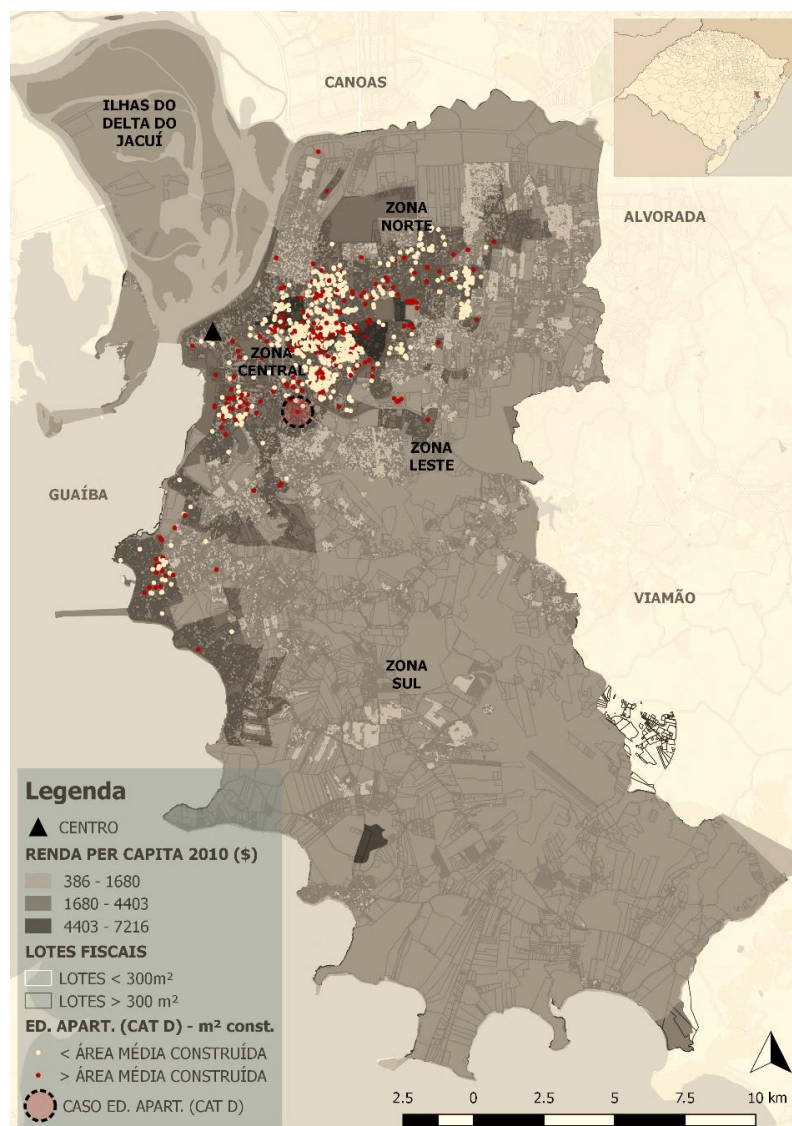 CANOAS
ILHAS DO
DELTA DO
JACUÍ
ZONA
NORTE
ALVORADA
ZONA
CENTRAL
ZONA
LESTE
GUAÍBA
VIAMÃO
ZONA
SUL
Legenda
CENTRO
RENDA PER CAPITA 2010 ($)
386 - 1680
1680 - 4403
4403 - 7216
LOTES FISCAIS
LOTES < 300m²
LOTES > 300 m²
ED. APART. (CAT D) - m² const.
< ÁREA MÉDIA CONSTRUÍDA
> ÁREA MÉDIA CONSTRUÍDA
CASO ED. APART. (CAT D)
2.5 0 2.5 5 7.5 10 km